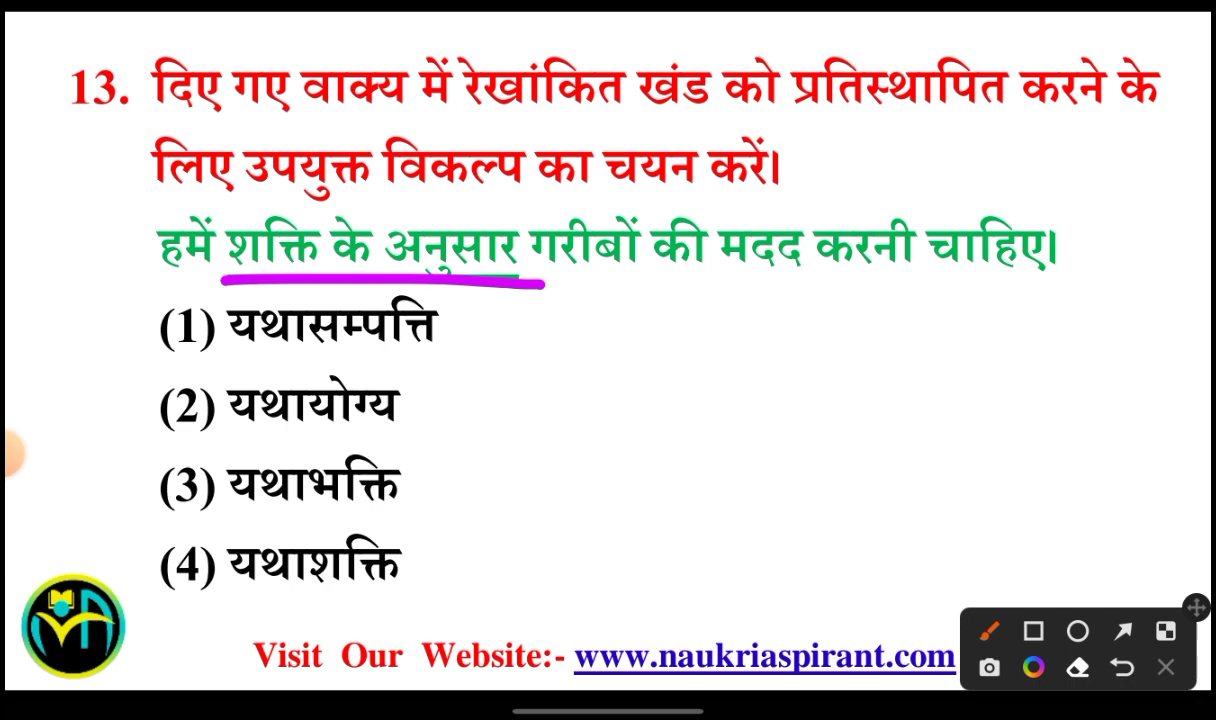 13. दिए गए वाक्य में रेखांकित खंड को प्रतिस्थापित करने के
लिए उपयुक्त विकल्प का चयन करें।
हमें शक्ति के अनुसार गरीबों की मदद करनी चाहिए।
(1) यथासम्पत्ति
(2) यथायोग्य
(3) यथाभक्ति
(4) यथाशक्ति
Visit Our Website:- www.naukriaspirant.com